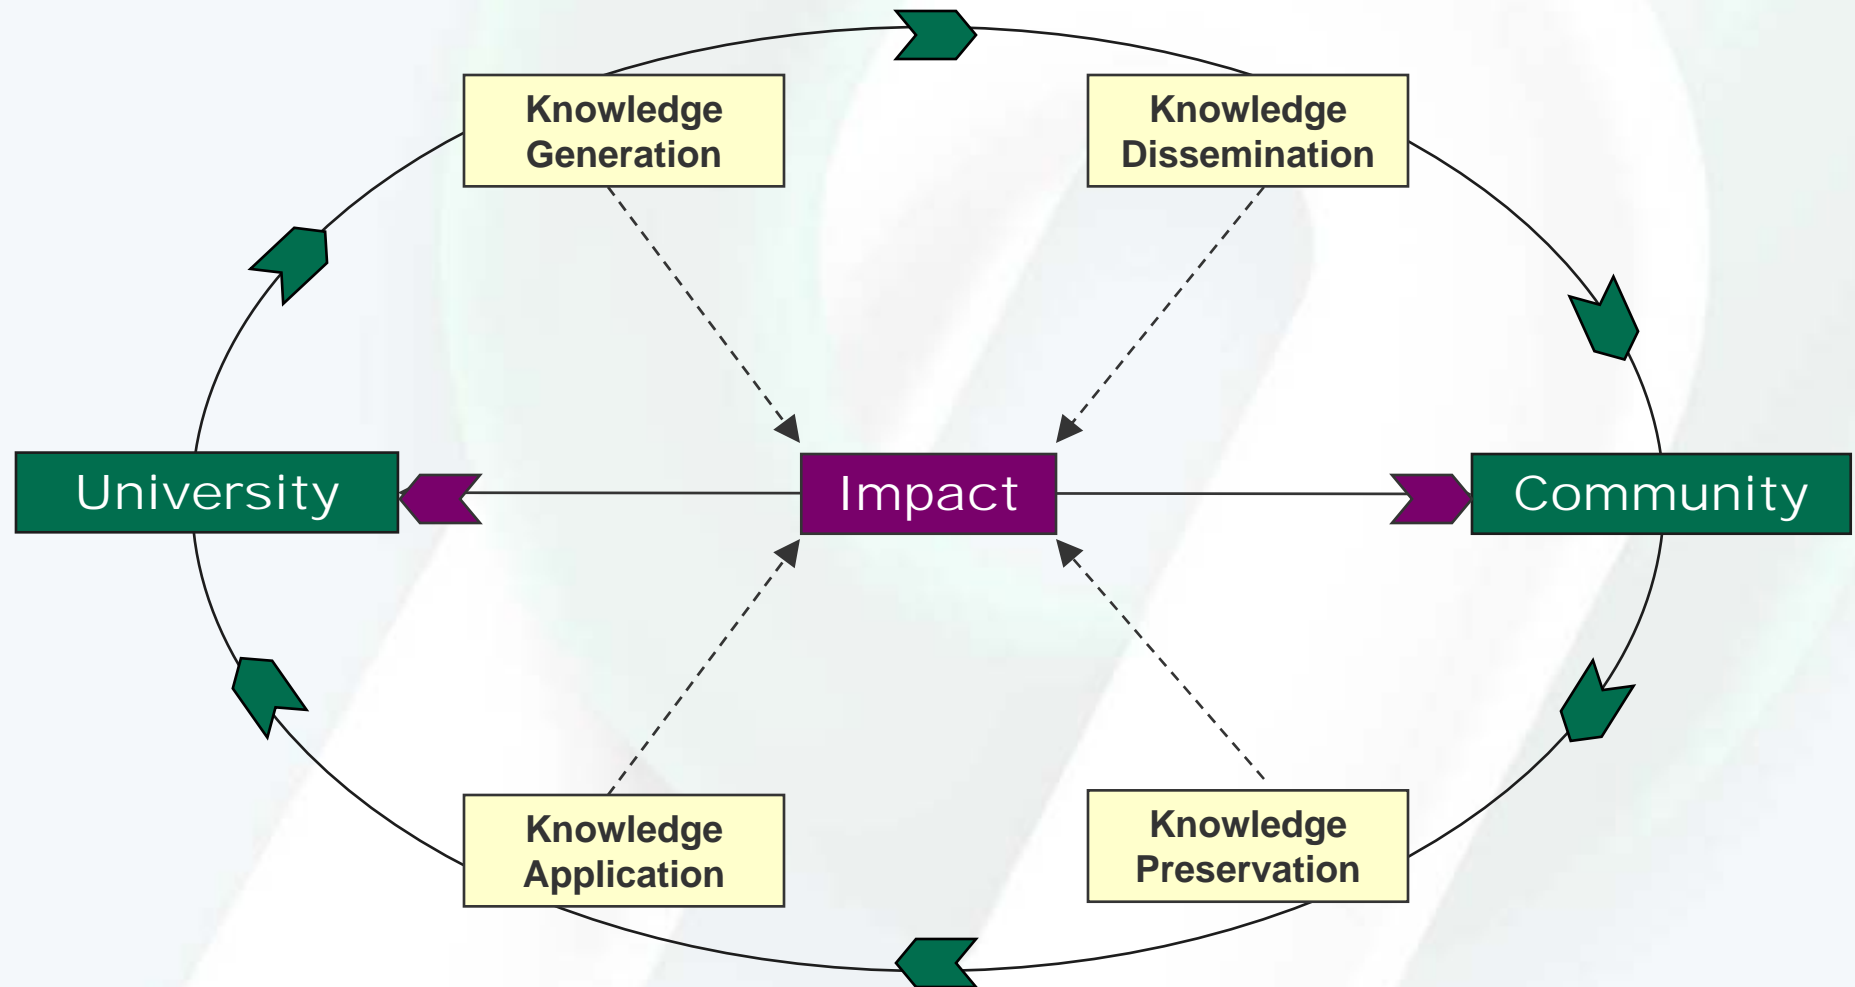 Knowledge
Generation
Knowledge
Dissemination
University
Impact
Community
Knowledge
Application
Knowledge
Preservation